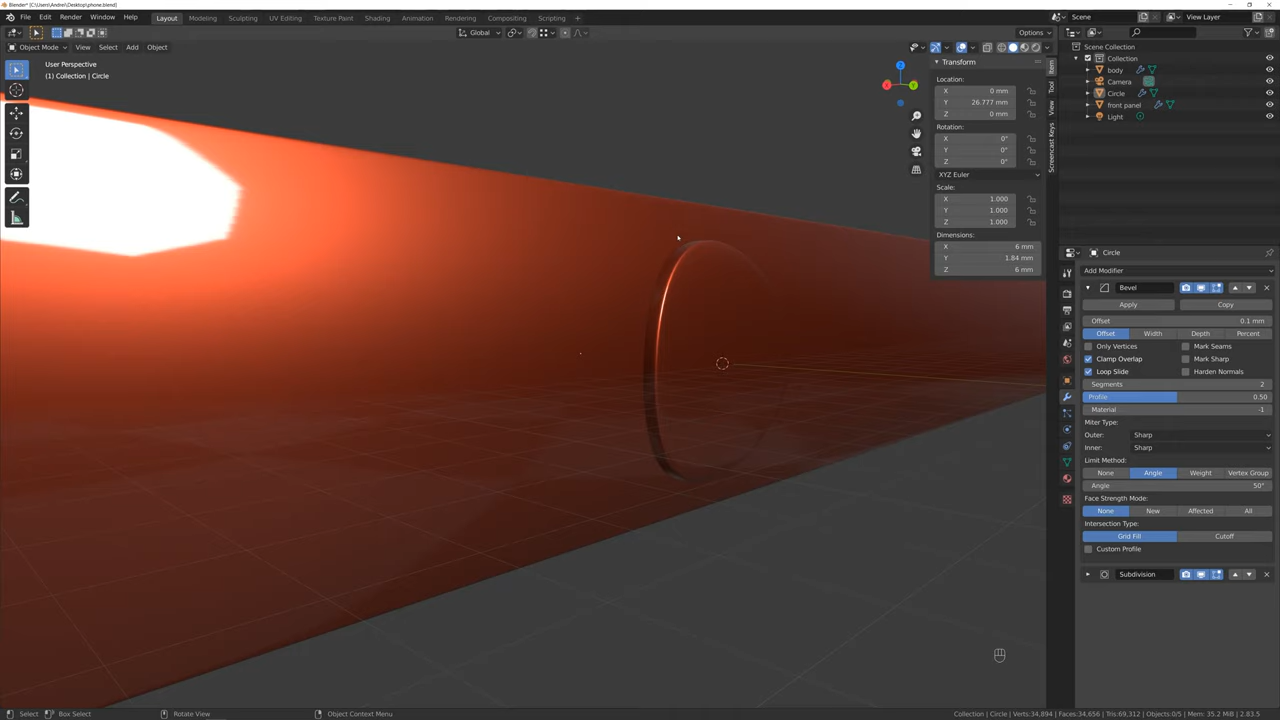 Blender* [C:\Users\Andrei\Desktop\phone.blend]
File Edit Render Window Help Layout Modeling Sculpting UV Editing Texture Paint Shading Animation Rendering Compositing Scripting Scene View Layer
Global Options
Object Mode View Select Add Object
User Perspective
(1) Collection | Circle
Transform
Location:
X 0 mm
Y 26.777 mm
Z 0 mm
Rotation:
X 0°
Y 0°
Z 0°
XYZ Euler
Scale:
X 1.000
Y 1.000
Z 1.000
Dimensions:
X 6 mm
Y 1.84 mm
Z 6 mm
Item
Tool
View
Screencast Keys
Scene Collection
Collection
body
Camera
Circle
front panel
Light
Circle
Add Modifier
Bevel
Apply Copy
Offset 0.1 mm
Offset Width Depth Percent
Only Vertices Mark Seams
Clamp Overlap Mark Sharp
Loop Slide Harden Normals
Segments 2
Profile 0.50
Material -1
Miter Type:
Outer: Sharp
Inner: Sharp
Limit Method:
None Angle Weight Vertex Group
Angle 50°
Face Strength Mode:
None New Affected All
Intersection Type:
Grid Fill Cutoff
Custom Profile
Subdivision
Select Box Select Rotate View Object Context Menu Collection | Circle | Verts:34,894 | Faces:34,656 | Tris:69,312 | Objects:0/5 | Mem: 35.2 MiB | 2.83.5